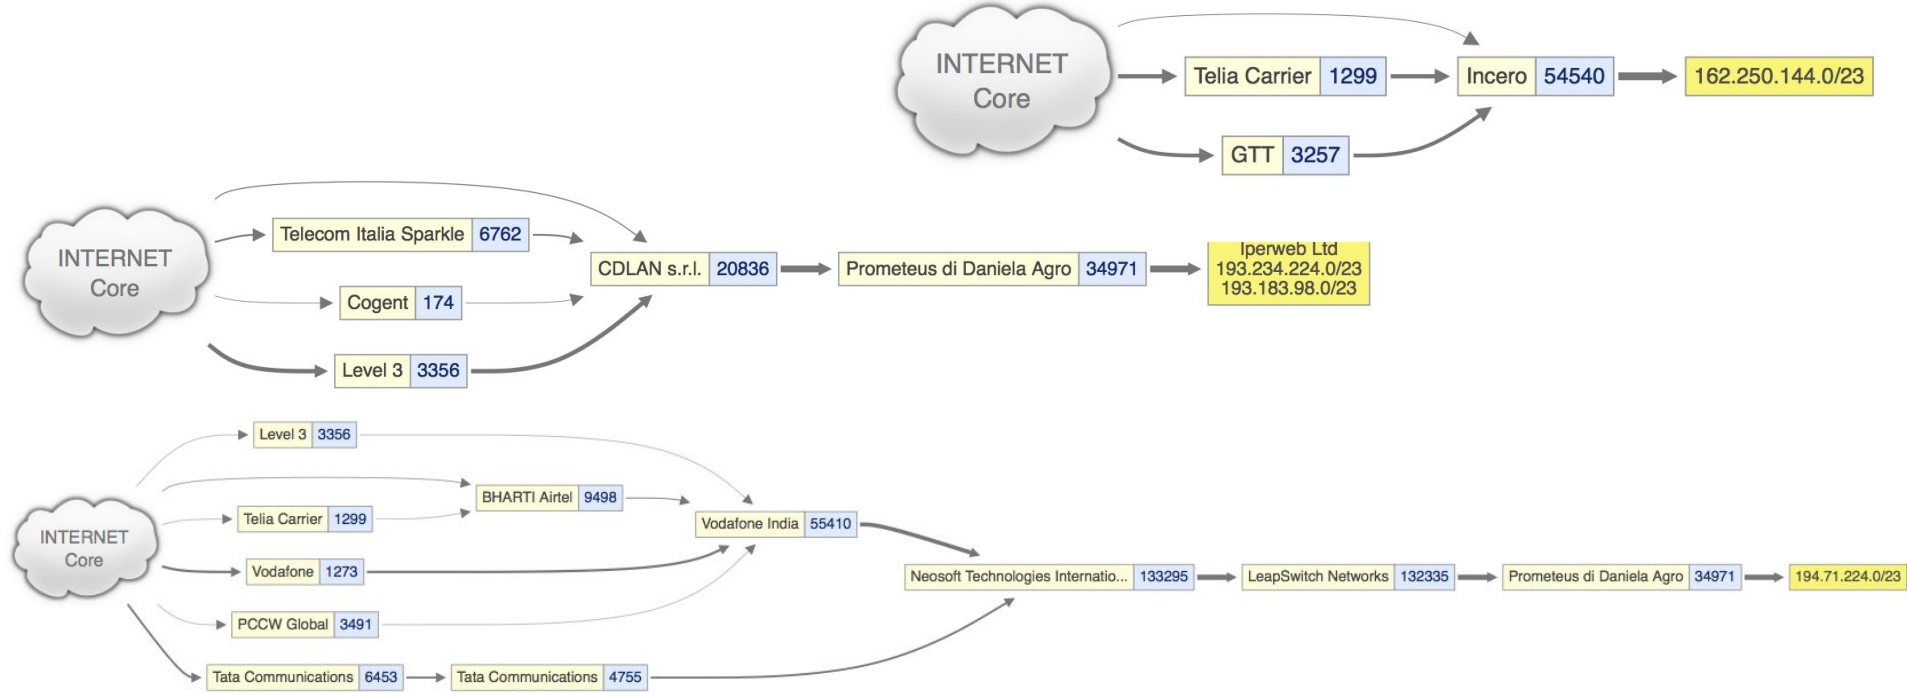 INTERNET
Core
Telia Carrier 1299
Incero 54540
162.250.144.0/23
GTT 3257
INTERNET
Core
Telecom Italia Sparkle 6762
Cogent 174
Level 3 3356
CDLAN s.r.l. 20836
Prometeus di Daniela Agro 34971
Iperweb Ltd
193.234.224.0/23
193.183.98.0/23
INTERNET
Core
Level 3 3356
BHARTI Airtel 9498
Telia Carrier 1299
Vodafone India 55410
Vodafone 1273
Neosoft Technologies Internatio... 133295
LeapSwitch Networks 132335
Prometeus di Daniela Agro 34971
194.71.224.0/23
PCCW Global 3491
Tata Communications 6453
Tata Communications 4755